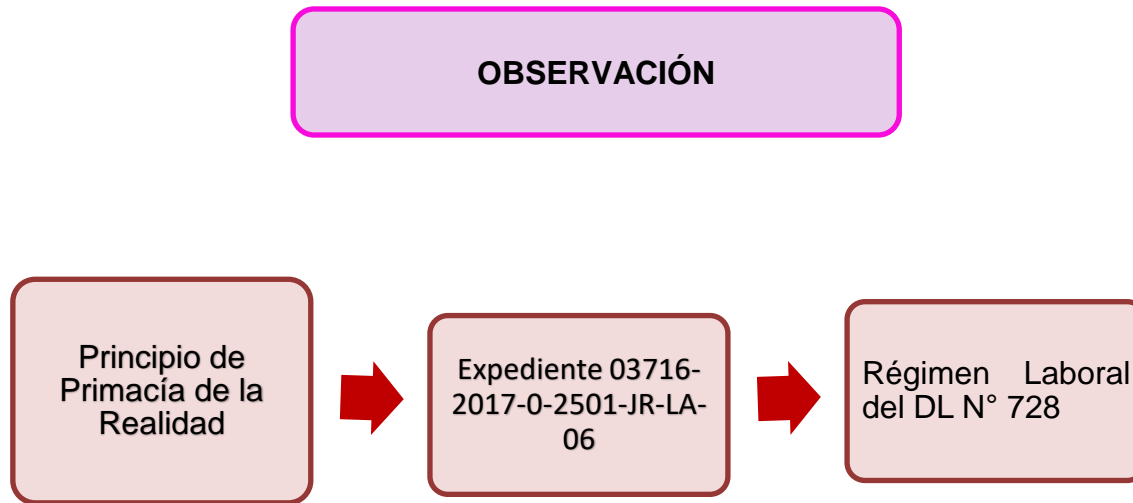 OBSERVACIÓN
Principio de
Primacía de la
Realidad
Expediente 03716-
2017-0-2501-JR-LA-
06
Régimen Laboral
del DL N° 728